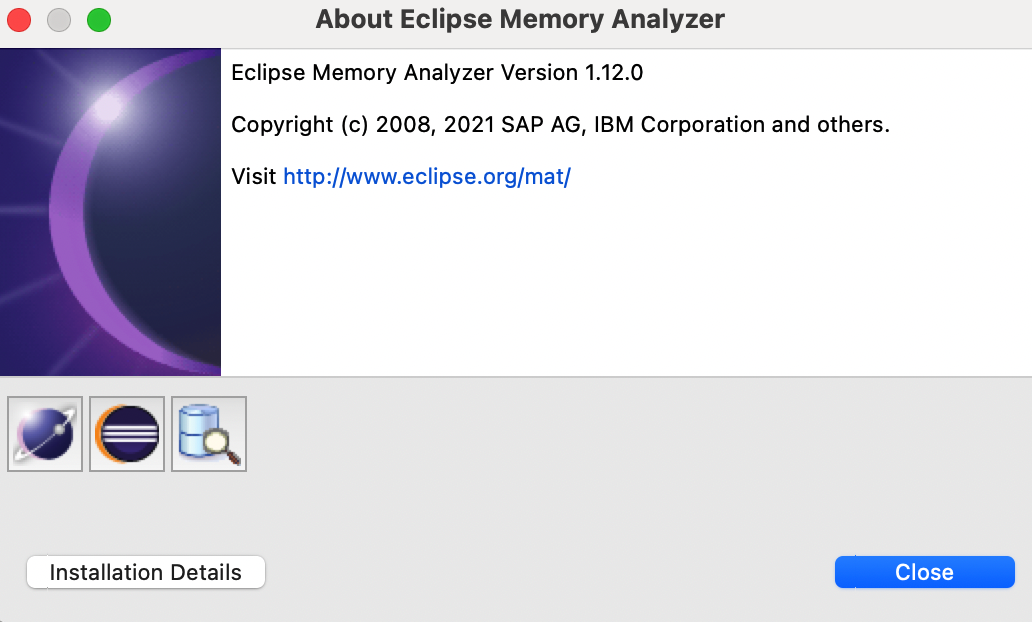 About Eclipse Memory Analyzer
Eclipse Memory Analyzer Version 1.12.0
Copyright (c) 2008, 2021 SAP AG, IBM Corporation and others.
Visit http://www.eclipse.org/mat/
Installation Details
Close